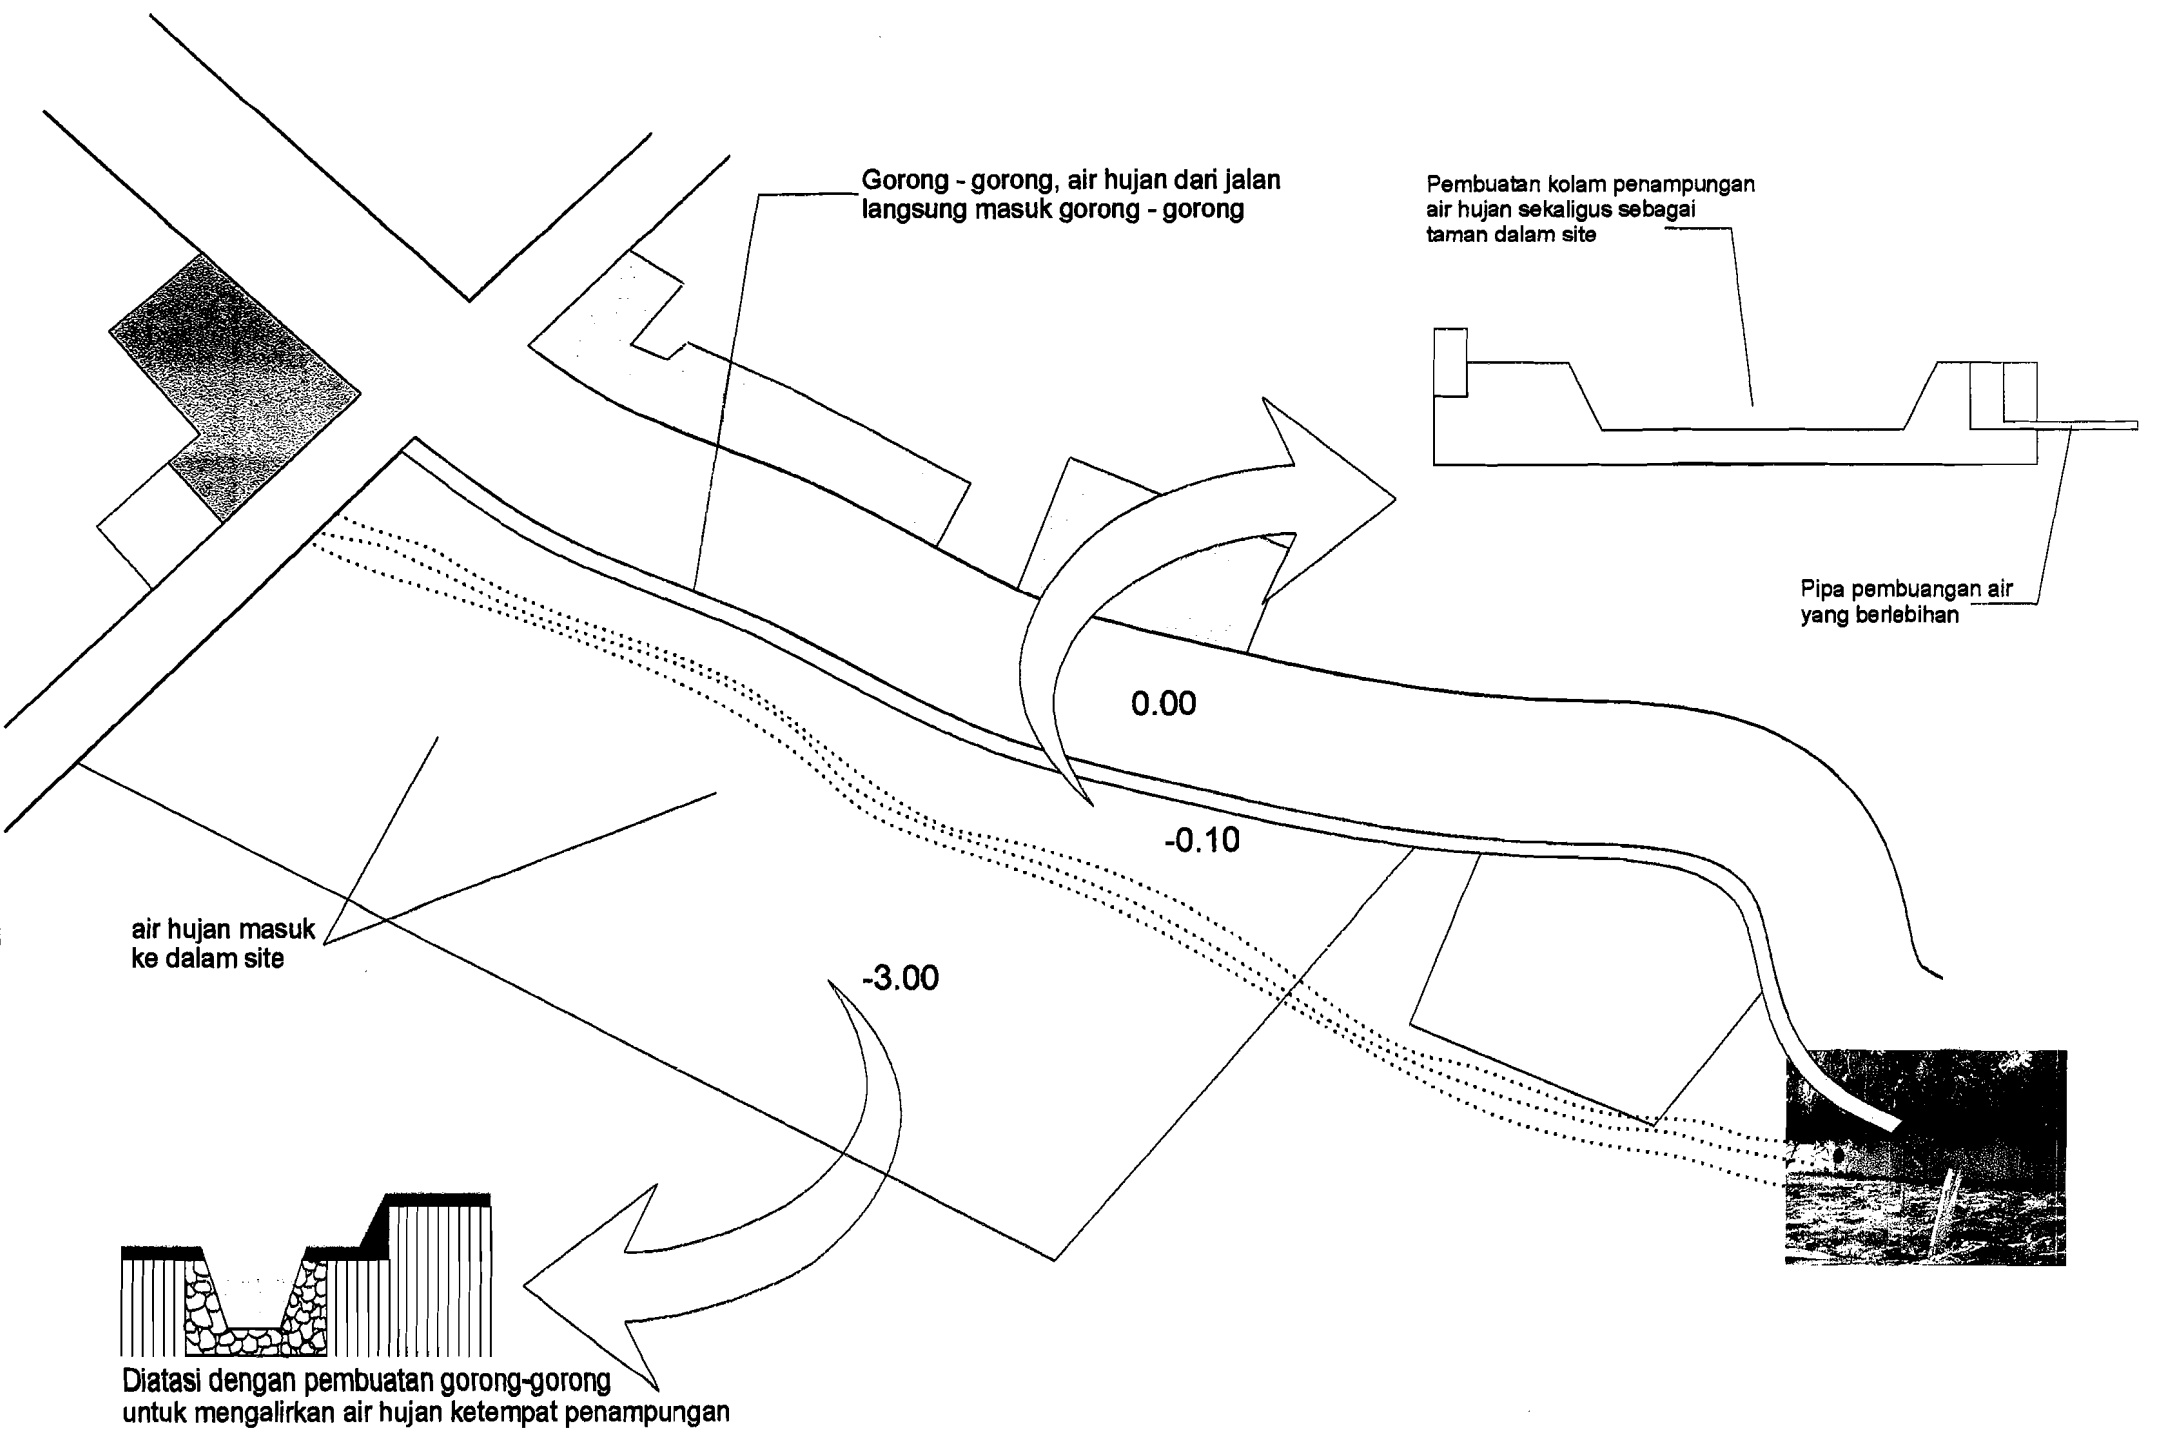 Gorong - gorong, air hujan dari jalan
langsung masuk gorong - gorong
Pembuatan kolam penampungan
air hujan sekaligus sebagai
taman dalam site
Pipa pembuangan air
yang berlebihan
0.00
-0.10
air hujan masuk
ke dalam site
-3.00
Diatasi dengan pembuatan gorong-gorong
untuk mengalirkan air hujan ketempat penampungan